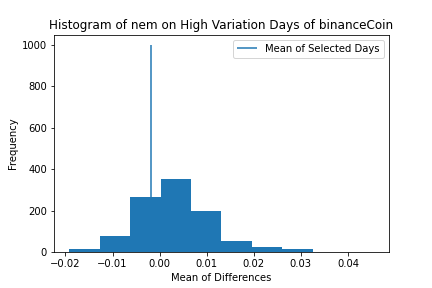 Histogram of nem on High Variation Days of binanceCoin
Mean of Selected Days
1000
800
600
400
200
0
Frequency
−0.02 −0.01 0.00 0.01 0.02 0.03 0.04
Mean of Differences